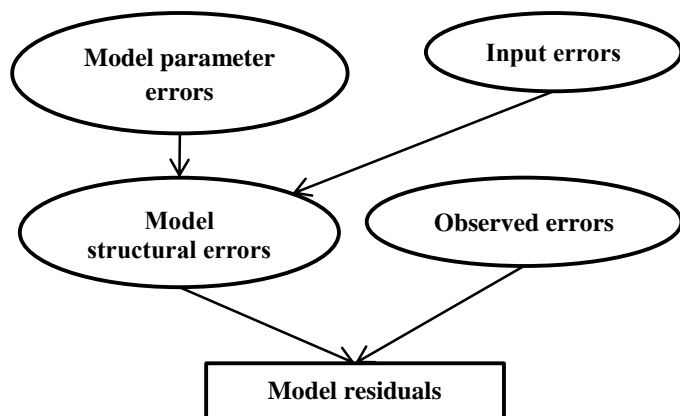 Model parameter
errors
Input errors
Model
structural errors
Observed errors
Model residuals